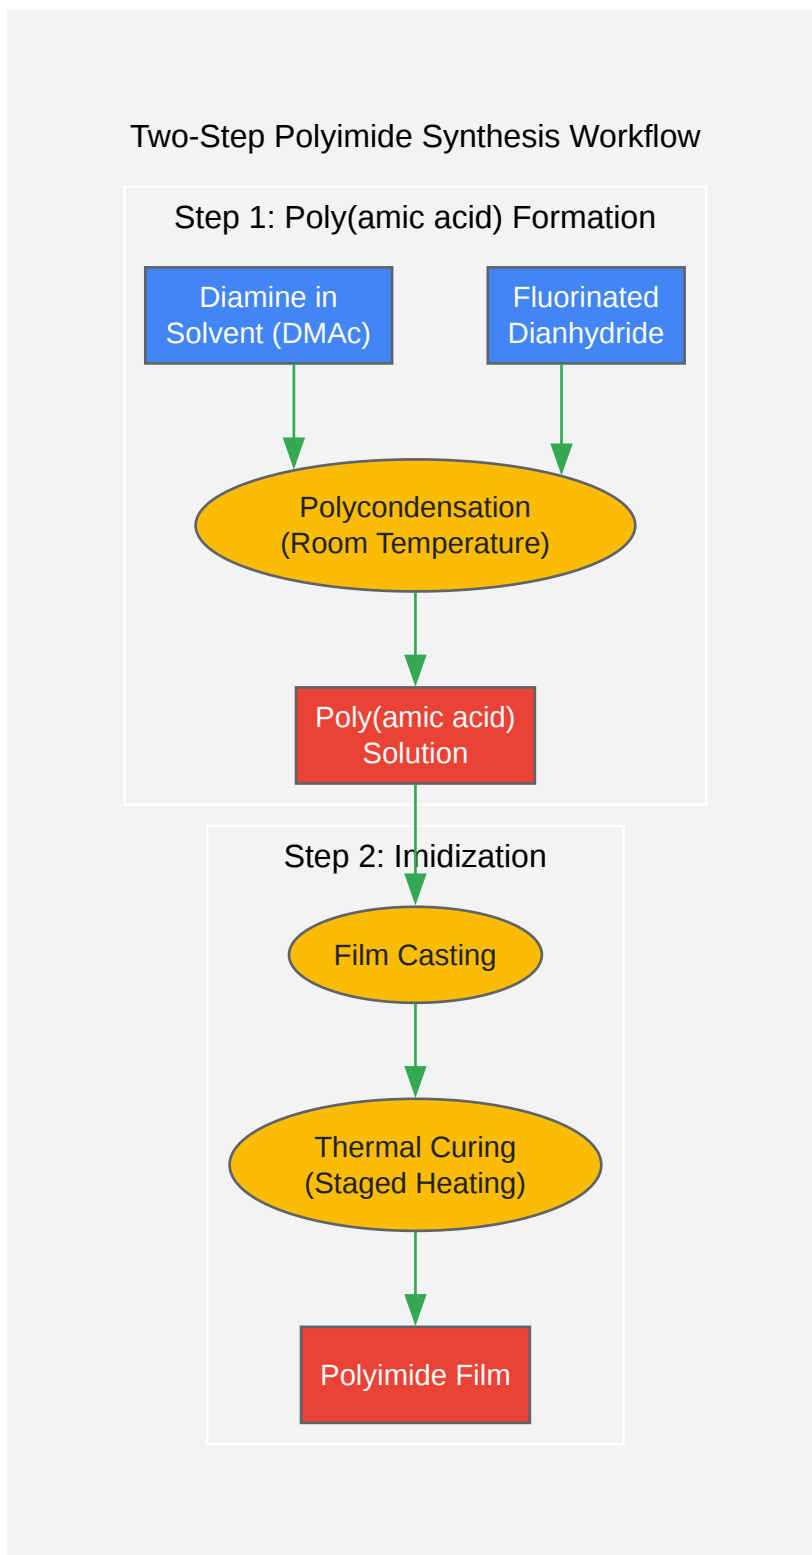 Two-Step Polyimide Synthesis Workflow
Step 1: Poly(amic acid) Formation
Diamine in
Solvent (DMAc)
Fluorinated
Dianhydride
Polycondensation
(Room Temperature)
Poly(amic acid)
Solution
Step 2: Imidization
Film Casting
Thermal Curing
(Staged Heating)
Polyimide Film